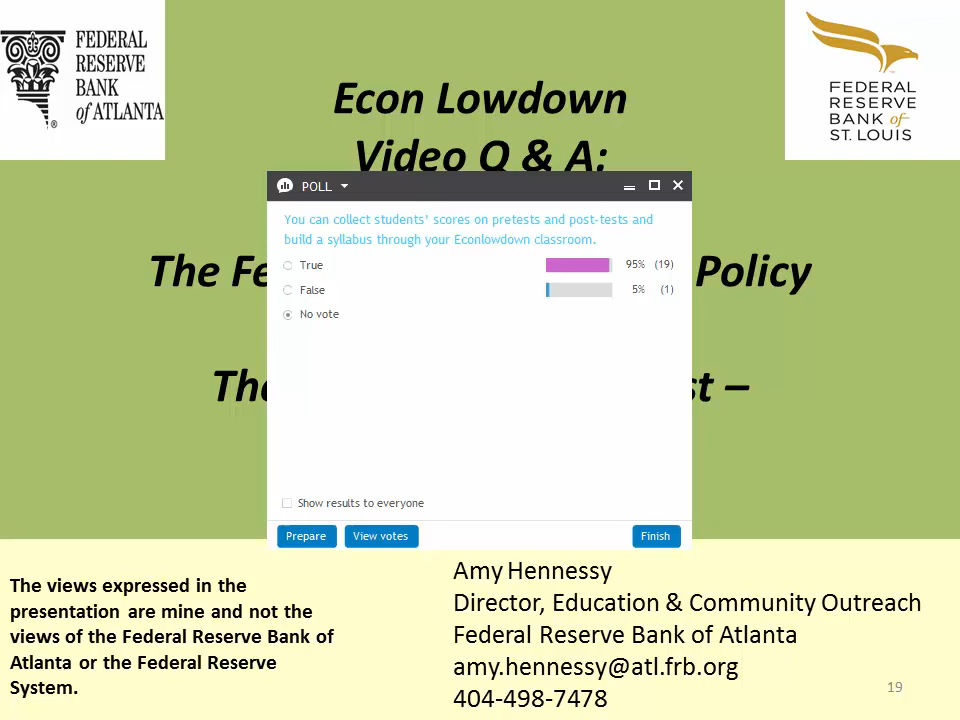 FEDERAL
RESERVE
BANK
of ATLANTA
®
FEDERAL
RESERVE
BANK of
ST. LOUIS
Econ Lowdown
Video Q & A:
The Policy
–
POLL
You can collect students’ scores on pretests and post-tests and
build a syllabus through your Econlowdown classroom.
True 95% (19)
False 5% (1)
No vote
Show results to everyone
Prepare View votes Finish
The views expressed in the
presentation are mine and not the
views of the Federal Reserve Bank of
Atlanta or the Federal Reserve
System.
Amy Hennessy
Director, Education & Community Outreach
Federal Reserve Bank of Atlanta
amy.hennessy@atl.frb.org
404-498-7478
19